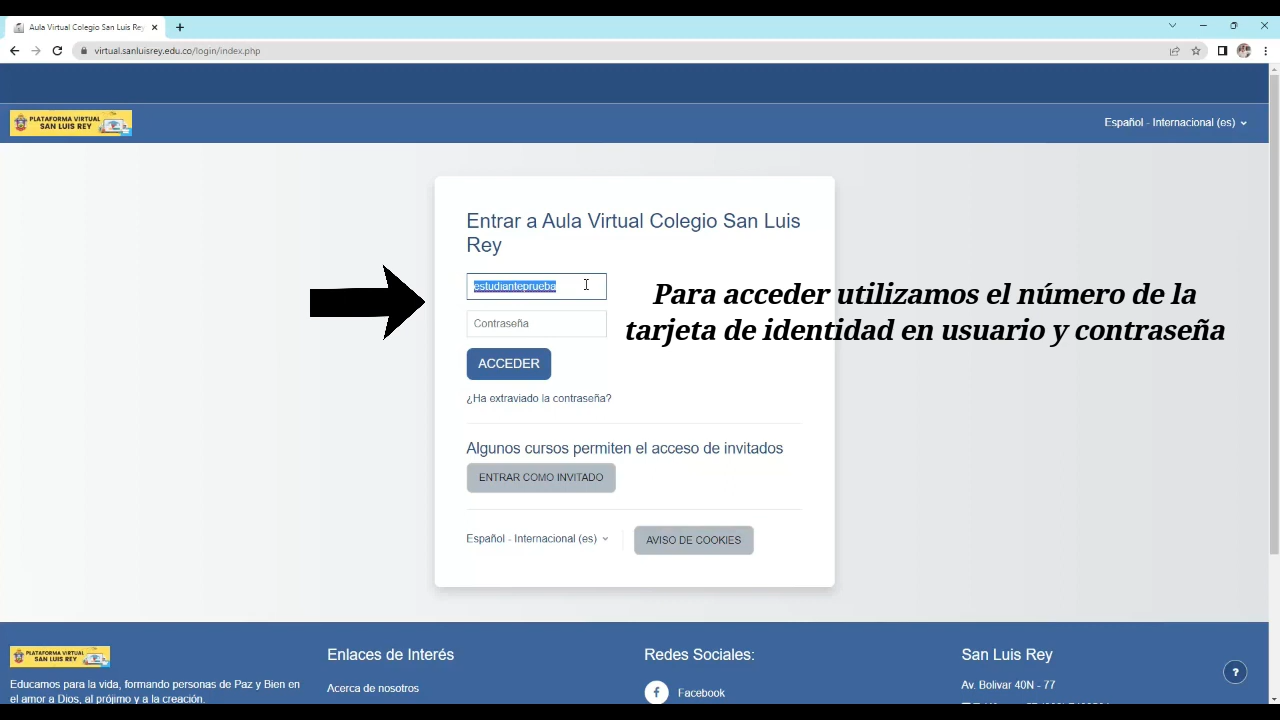 Aula Virtual Colegio San Luis Rey
virtual.sanluisrey.edu.co/login/index.php
PLATAFORMA VIRTUAL
SAN LUIS REY
Español - Internacional (es)
Entrar a Aula Virtual Colegio San Luis
Rey
estudianteprueba
Contraseña
Para acceder utilizamos el número de la
tarjeta de identidad en usuario y contraseña
ACCEDER
¿Ha extraviado la contraseña?
Algunos cursos permiten el acceso de invitados
ENTRAR COMO INVITADO
Español - Internacional (es)
AVISO DE COOKIES
PLATAFORMA VIRTUAL
SAN LUIS REY
Educamos para la vida, formando personas de Paz y Bien en
el amor a Dios, al prójimo y a la creación.
Enlaces de Interés
Acerca de nosotros
Redes Sociales:
Facebook
San Luis Rey
Av. Bolivar 40N - 77
?